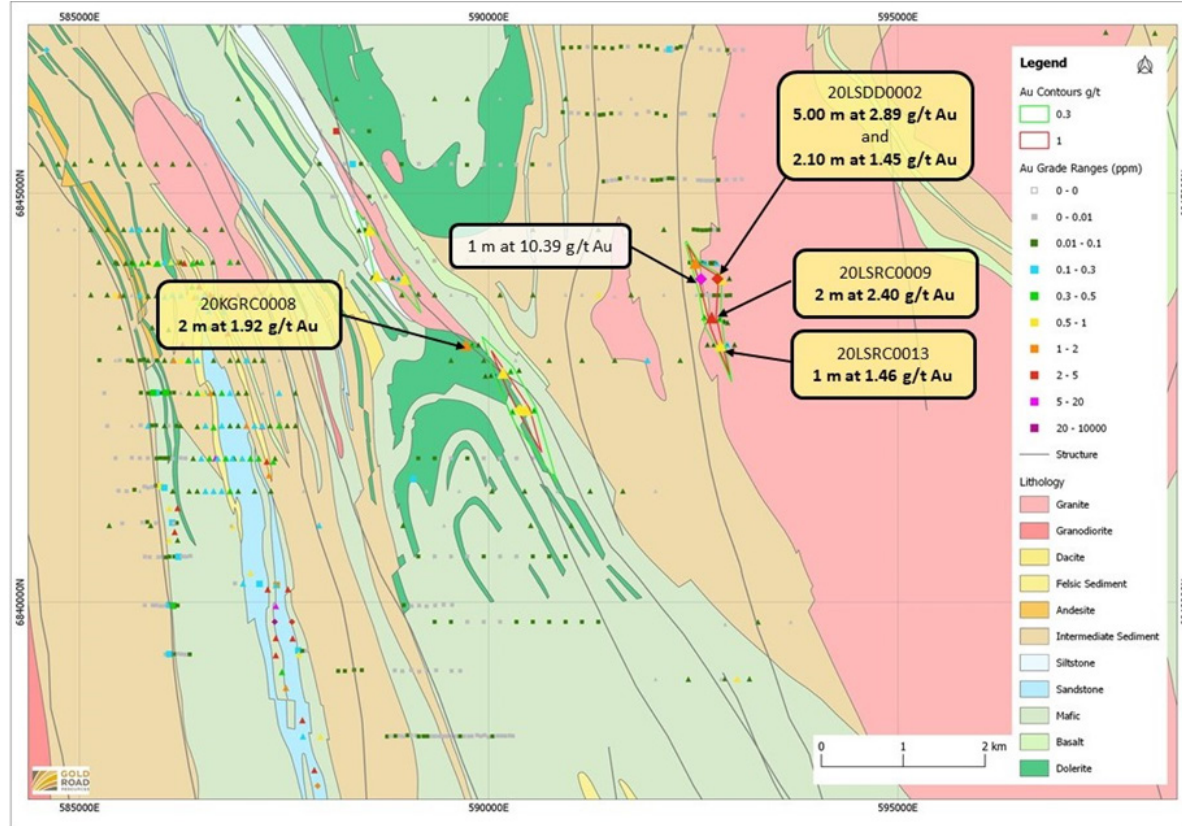 585000E
590000E
595000E
6845000N
20LSDD0002
5.00 m at 2.89 g/t Au
and
2.10 m at 1.45 g/t Au
1 m at 10.39 g/t Au
20LSRC0009
2 m at 2.40 g/t Au
20KGRC0008
2 m at 1.92 g/t Au
20LSRC0013
1 m at 1.46 g/t Au
6840000N
Legend
Au Contours g/t
0.3
1
Au Grade Ranges (ppm)
0 - 0
0 - 0.01
0.01 - 0.1
0.1 - 0.3
0.3 - 0.5
0.5 - 1
1 - 2
2 - 5
5 - 20
20 - 10000
Structure
Lithology
Granite
Granodiorite
Dacite
Felsic Sediment
Andesite
Intermediate Sediment
Siltstone
Sandstone
Mafic
Basalt
Dolerite
0 1 2 km
GOLD
ROAD
RESOURCES
585000E
590000E
595000E